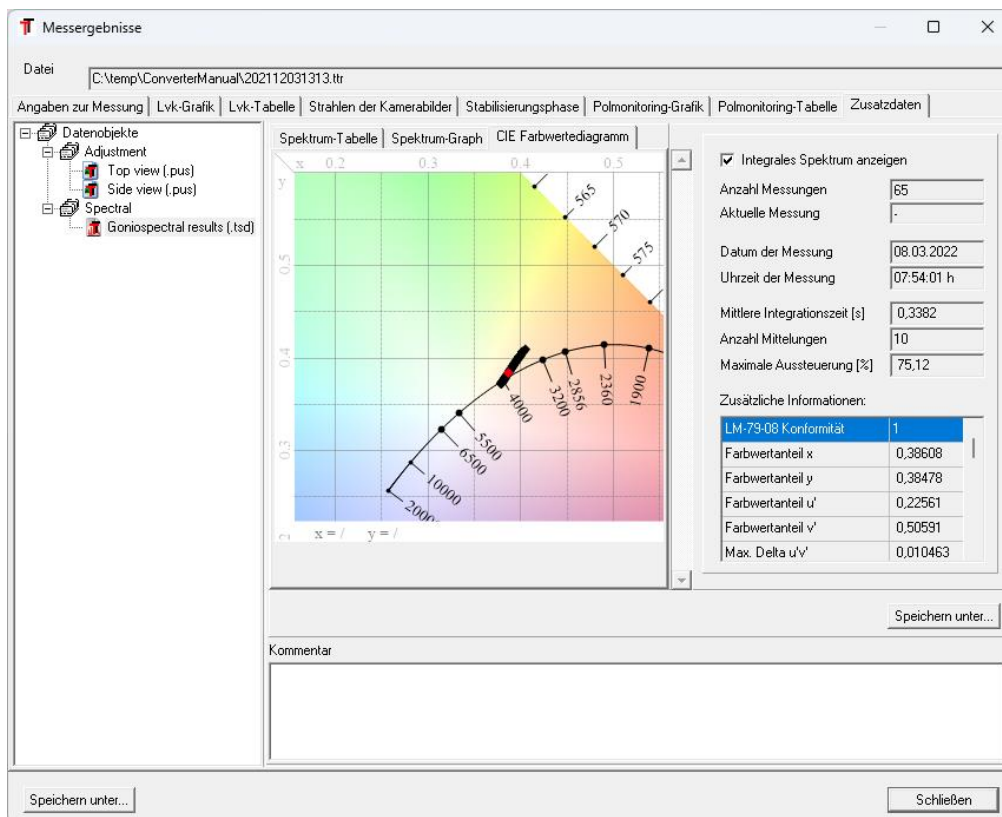 Messergebnisse
Datei
C:\temp\ConverterManual\202112031313.ttr
Angaben zur Messung Lvk-Grafik Lvk-Tabelle Strahlen der Kamerabilder Stabilisierungsphase Polmonitoring-Grafik Polmonitoring-Tabelle Zusatzdaten
Datenobjekte
Adjustment
Top view (.pus)
Side view (.pus)
Spectral
Goniospectral results (.tsd)
Spektrum-Tabelle Spektrum-Graph CIE Farbwertediagramm
x 0.2 0.3 0.4 0.5
y
0.5
0.4
0.3
565
570
575
1900
2360
2856
3200
4000
5500
6500
10000
20000
x = / y = /
Integrales Spektrum anzeigen
Anzahl Messungen 65
Aktuelle Messung -
Datum der Messung 08.03.2022
Uhrzeit der Messung 07:54:01 h
Mittlere Integrationszeit [s] 0,3382
Anzahl Mittelungen 10
Maximale Aussteuerung [%] 75,12
Zusätzliche Informationen:
LM-79-08 Konformität 1
Farbwertanteil x 0,38608
Farbwertanteil y 0,38478
Farbwertanteil u' 0,22561
Farbwertanteil v' 0,50591
Max. Delta u'v' 0,010463
Speichern unter...
Kommentar
Speichern unter...
Schließen